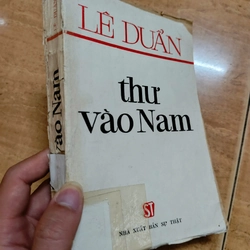 LÊ DUẨN
thư
vào Nam
ST
NHÀ XUẤT BẢN SỰ THẬT
vào Nam